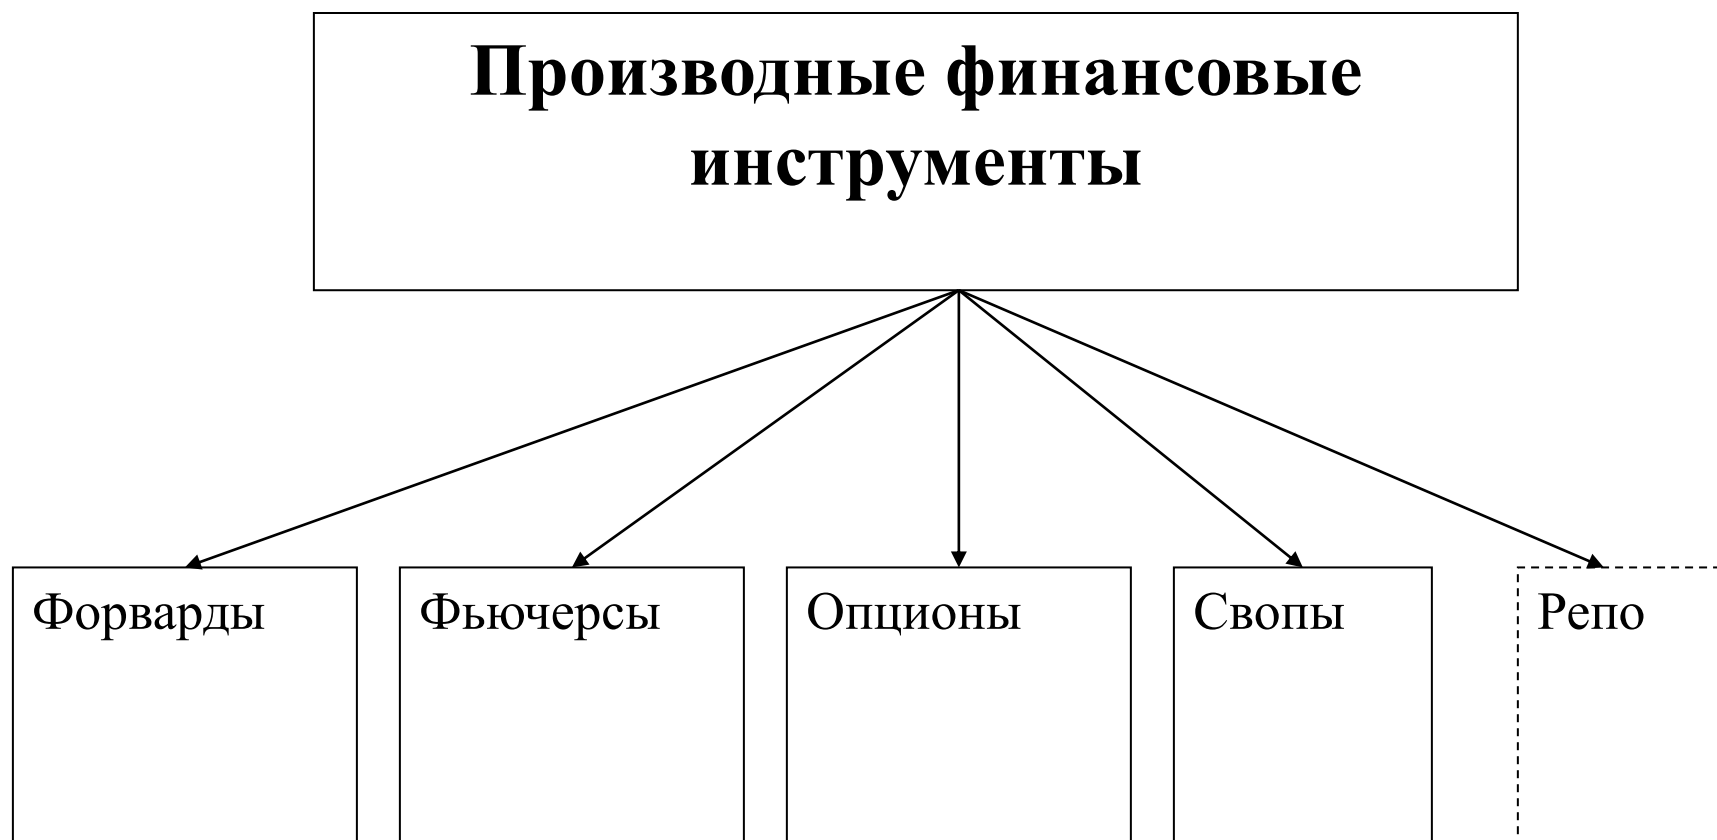 Производные финансовые
инструменты
Форварды
Фьючерсы
Опционы
Свопы
Репо